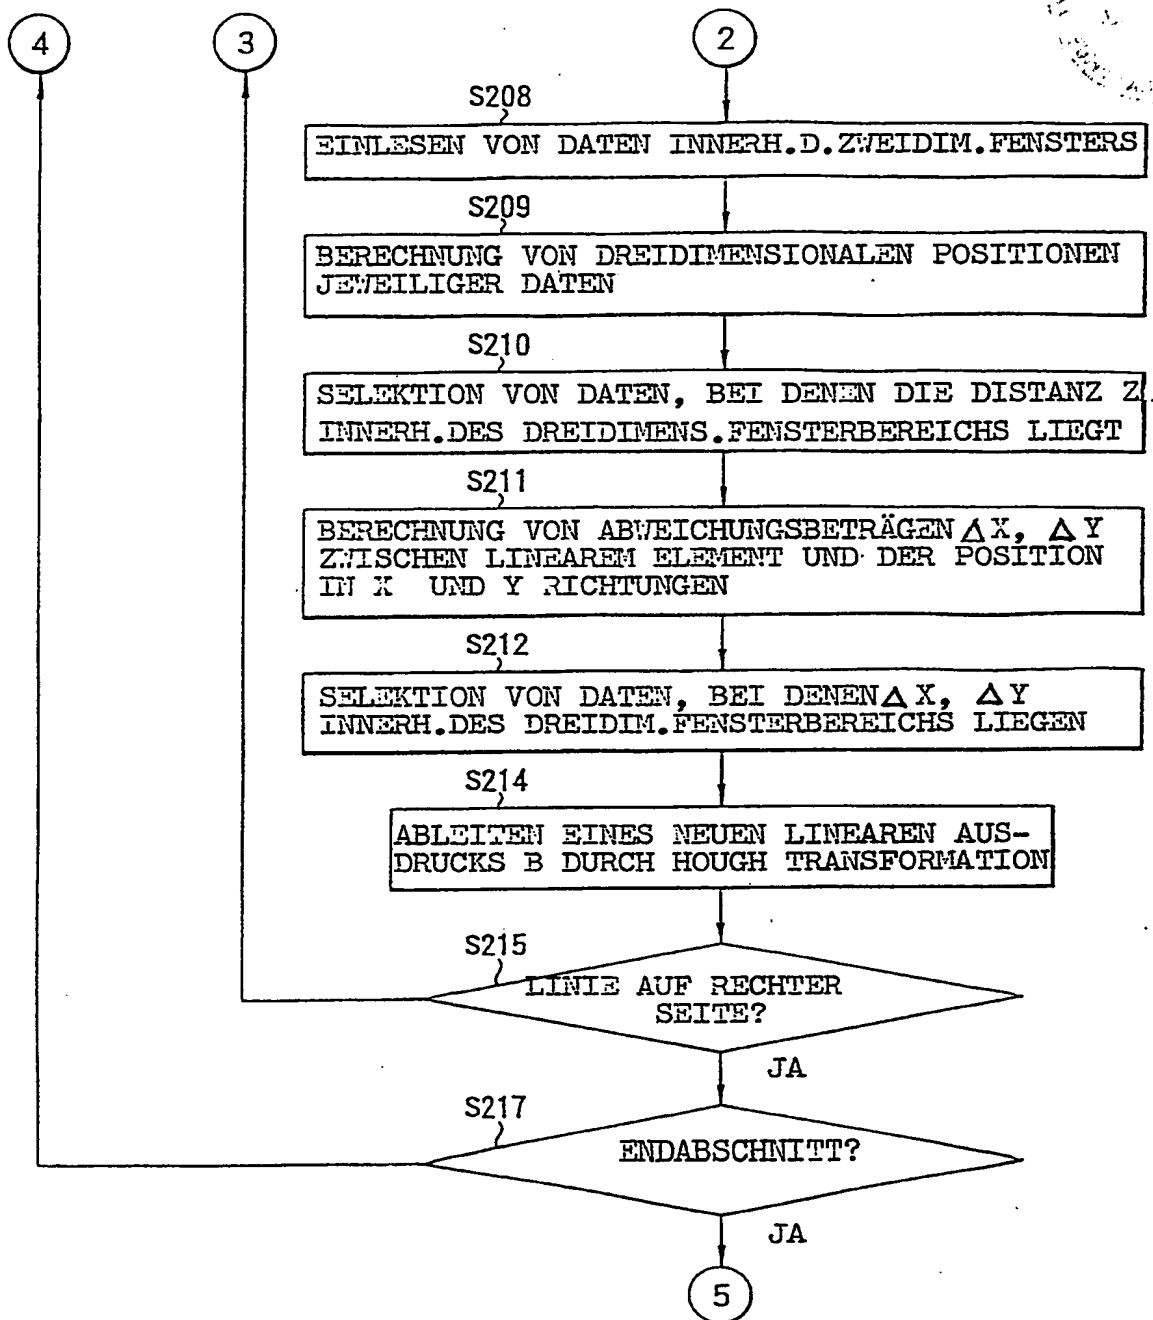 4
3
2
S208
EINLESEN VON DATEN INNERH.D.ZWEIDIM.FENSTERS
S209
BERECHNUNG VON DREIDIMENSIONALEN POSITIONEN
JEWEILIGER DATEN
S210
SELEKTION VON DATEN, BEI DENEN DIE DISTANZ Z
INNERH.DES DREIDIMENS.FENSTERBEREICHS LIEGT
S211
BERECHNUNG VON ABWEICHUNGSBETRÄGEN ΔX, ΔY
ZWISCHEN LINEAREM ELEMENT UND DER POSITION
IN X UND Y RICHTUNGEN
S212
SELEKTION VON DATEN, BEI DENEN ΔX, ΔY
INNERH.DES DREIDIM.FENSTERBEREICHS LIEGEN
S214
ABLEITEN EINES NEUEN LINEAREN AUS-
DRUCKS B DURCH HOUGH TRANSFORMATION
S215
LINIE AUF RECHTER
SEITE?
JA
S217
ENDABSCHNITT?
JA
5